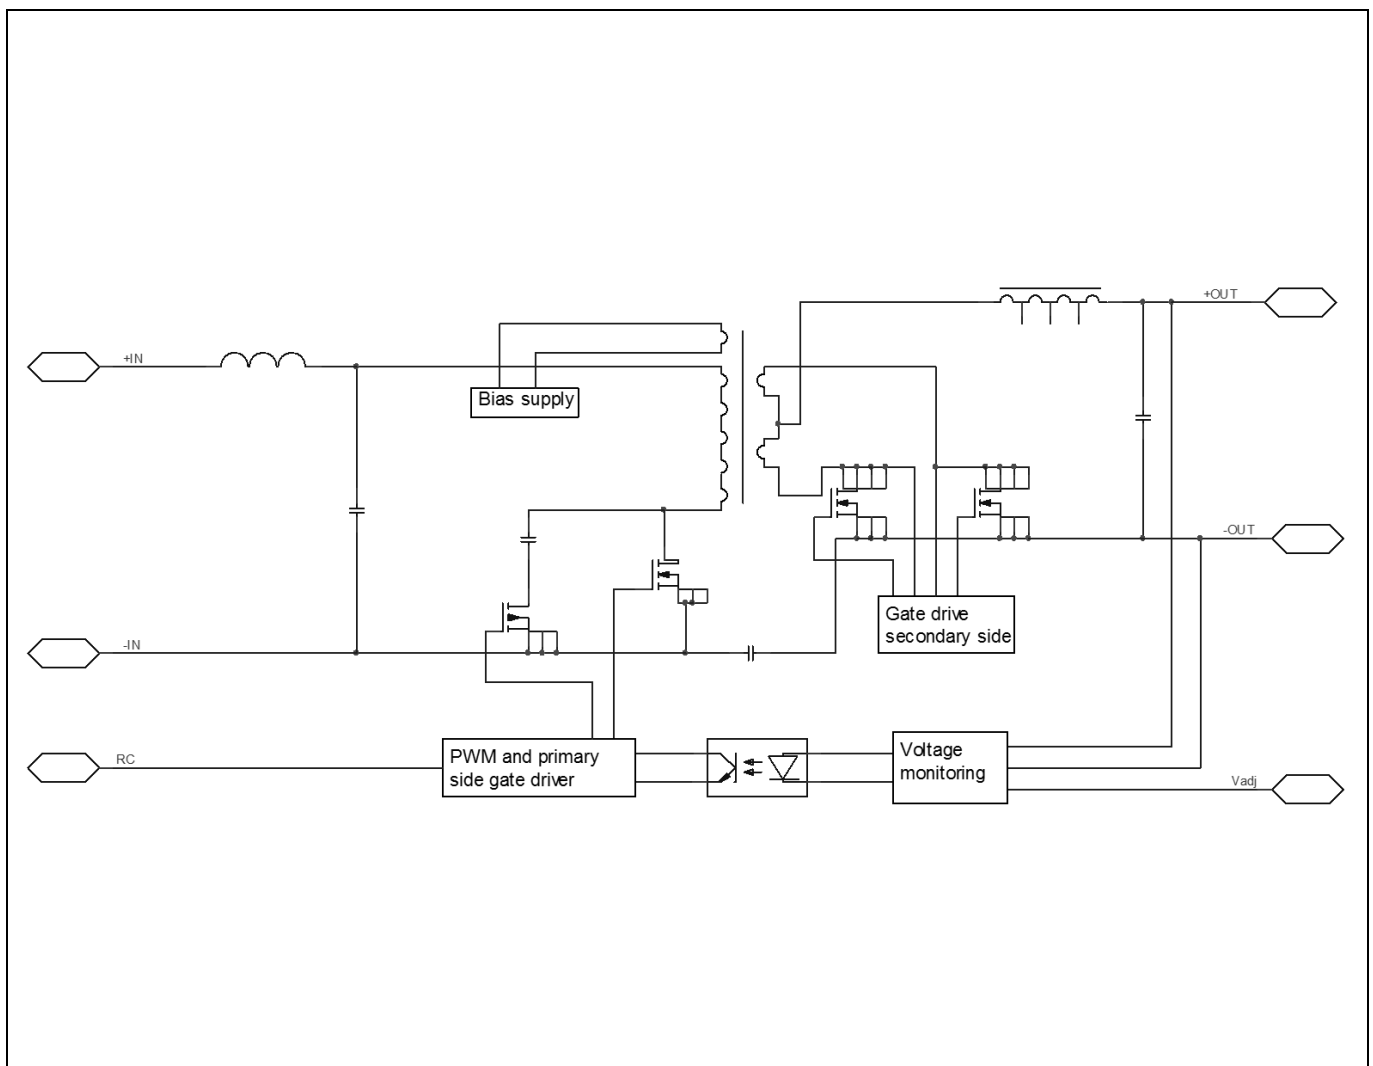 +OUT
+IN
Bias supply
-OUT
Gate drive
secondary side
-IN
PWM and primary
side gate driver
Voltage
monitoring
RC
Vadj